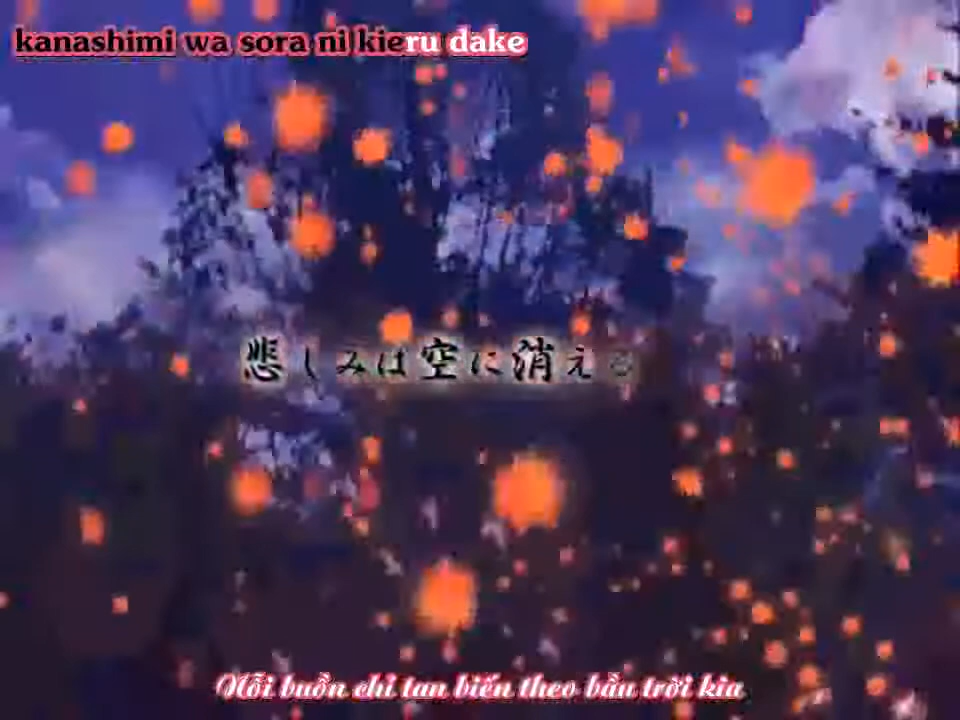 kanashimi wa sora ni kieru dake
悲しみは空に消える
Nỗi buồn chỉ tan biến theo bầu trời kia